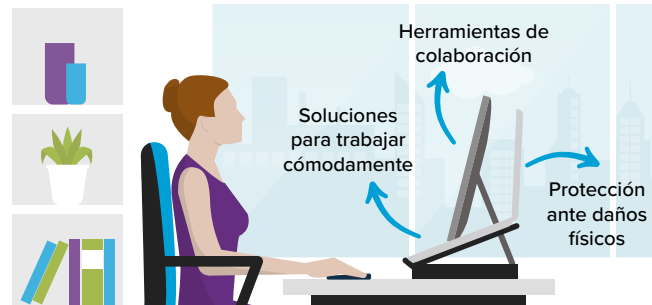 Herramientas de
colaboración
Soluciones
para trabajar
cómodamente
Protección
ante daños
físicos